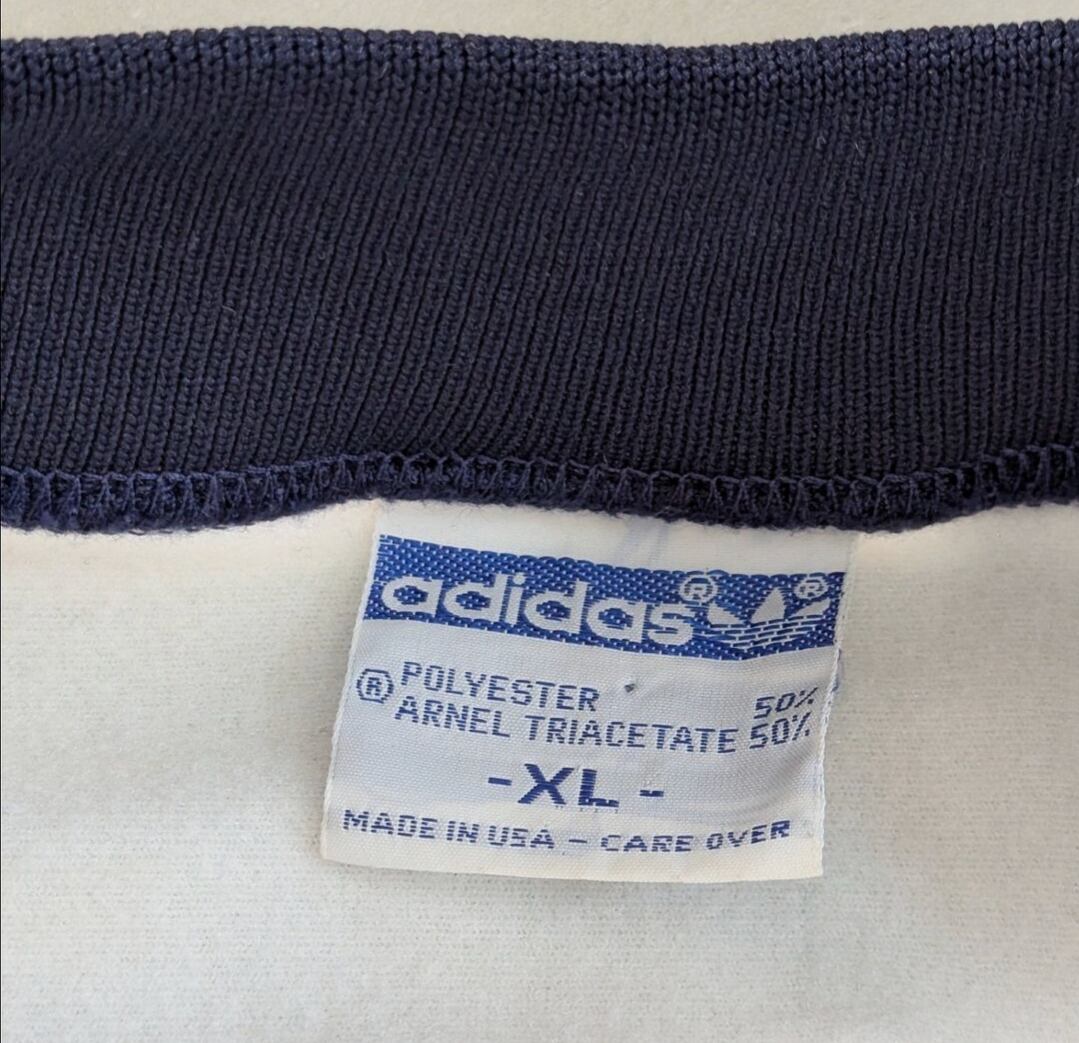 adidas® ®
® POLYESTER 50%
ARNEL TRIACETATE 50%
-XL-
MADE IN USA - CARE OVER